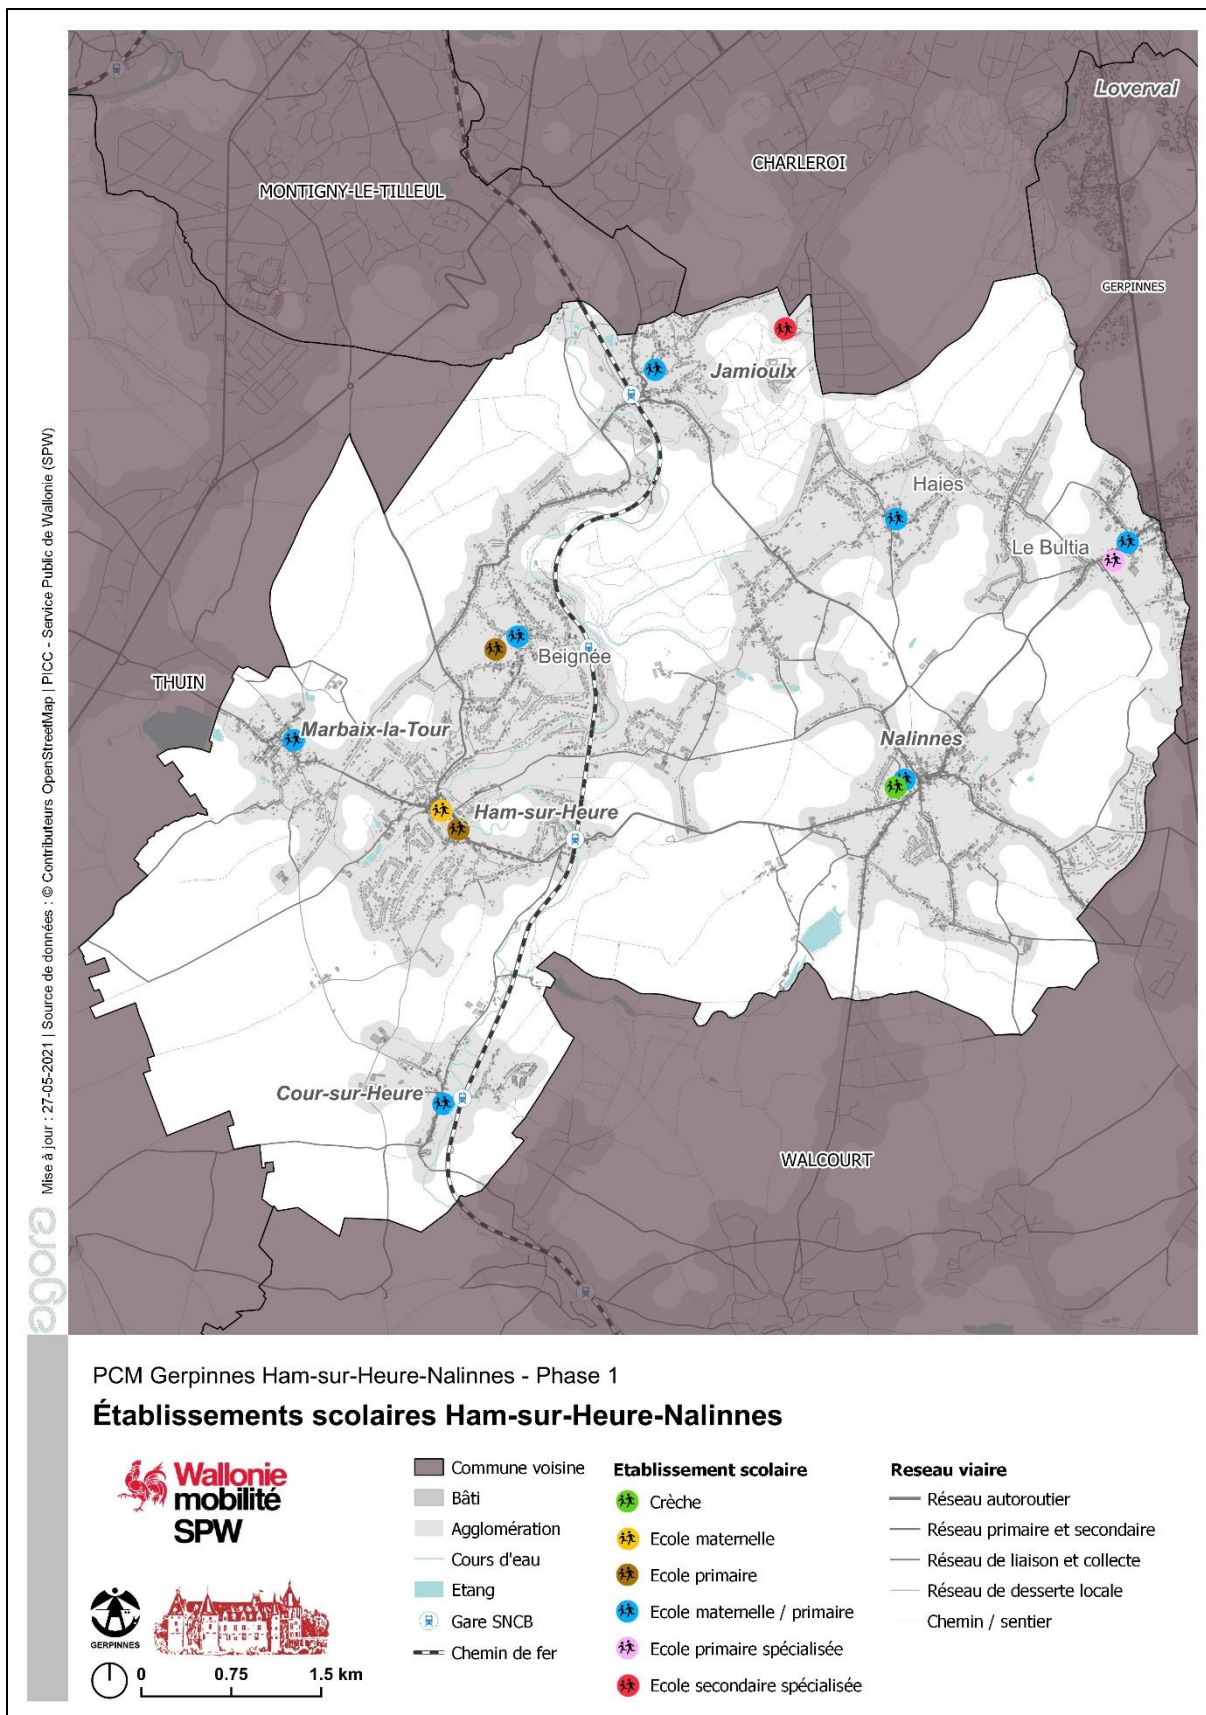 Loverval
CHARLEROI
MONTIGNY-LE-TILLEUL
GERPINNES
Jamioulx
Haies
Le Bultia
Beignée
THUIN
Marbaix-la-Tour
Nalinnes
Ham-sur-Heure
Cour-sur-Heure
WALCOURT
Mise à jour : 27-05-2021 | Source de données : © Contributeurs OpenStreetMap | PICC - Service Public de Wallonie (SPW)
agora
PCM Gerpinnes Ham-sur-Heure-Nalinnes - Phase 1
Établissements scolaires Ham-sur-Heure-Nalinnes
Wallonie
mobilité
SPW
GERPINNES
0 0.75 1.5 km
Commune voisine
Bâti
Agglomération
Cours d'eau
Etang
Gare SNCB
Chemin de fer
Etablissement scolaire
Crèche
Ecole maternelle
Ecole primaire
Ecole maternelle / primaire
Ecole primaire spécialisée
Ecole secondaire spécialisée
Reseau viaire
Réseau autoroutier
Réseau primaire et secondaire
Réseau de liaison et collecte
Réseau de desserte locale
Chemin / sentier